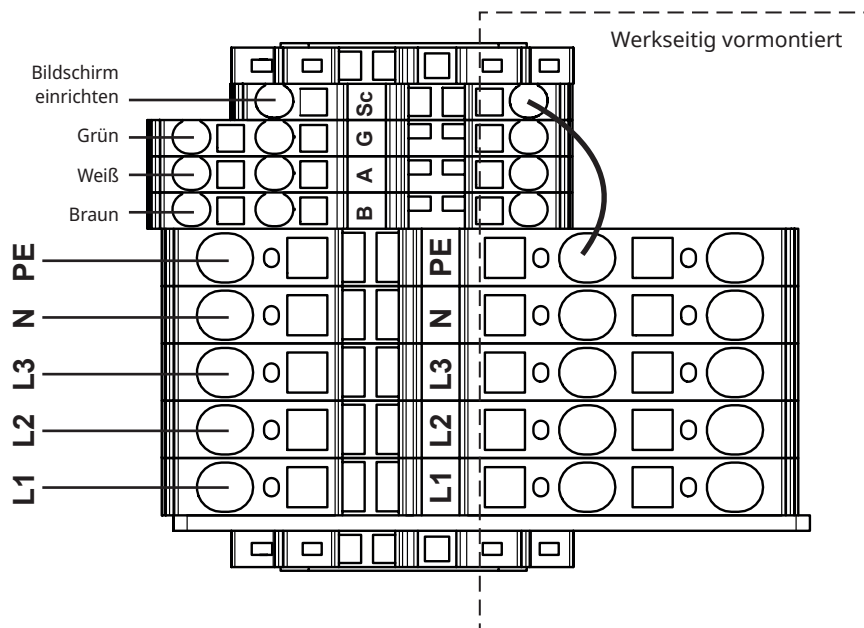 Werkseitig vormontiert
Bildschirm
einrichten
Sc
Grün
G
Weiß
A
Braun
B
PE
PE
N
N
L3
L3
L2
L2
L1
L1